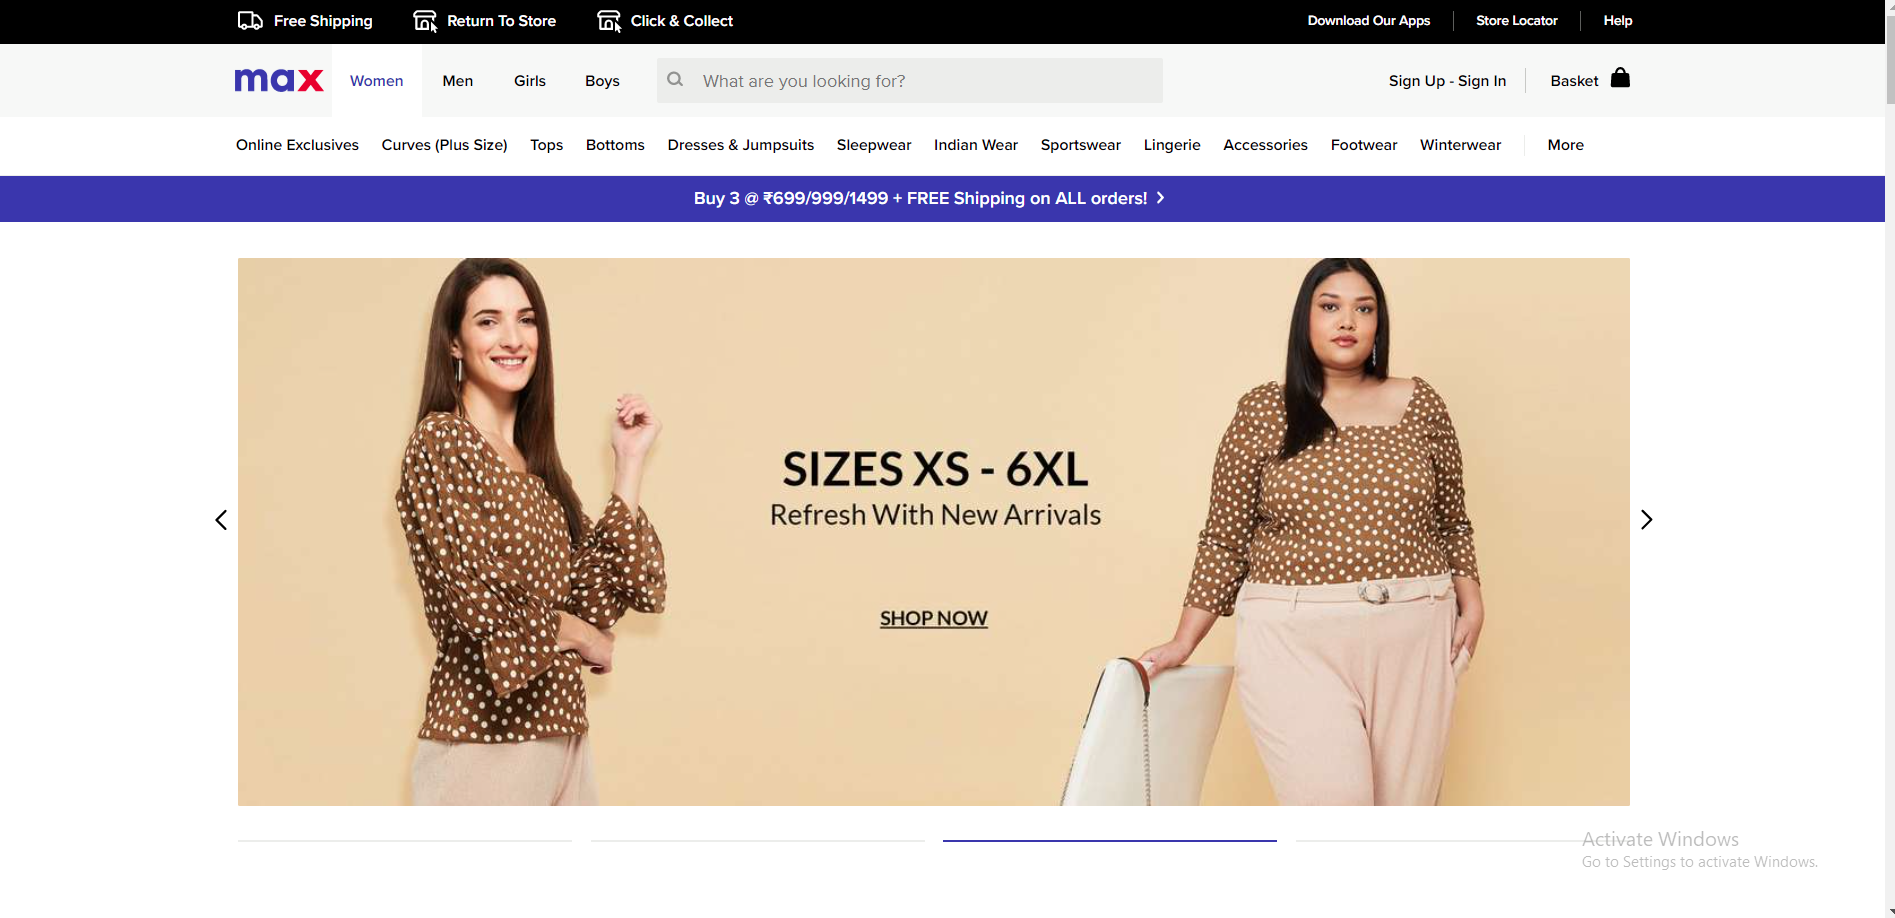 Free Shipping Return To Store Click & Collect Download Our Apps Store Locator Help
max Women Men Girls Boys What are you looking for? Sign Up - Sign In Basket
Online Exclusives Curves (Plus Size) Tops Bottoms Dresses & Jumpsuits Sleepwear Indian Wear Sportswear Lingerie Accessories Footwear Winterwear More
Buy 3 @ ₹699/999/1499 + FREE Shipping on ALL orders!
SIZES XS - 6XL
Refresh With New Arrivals
SHOP NOW
Activate Windows
Go to Settings to activate Windows.